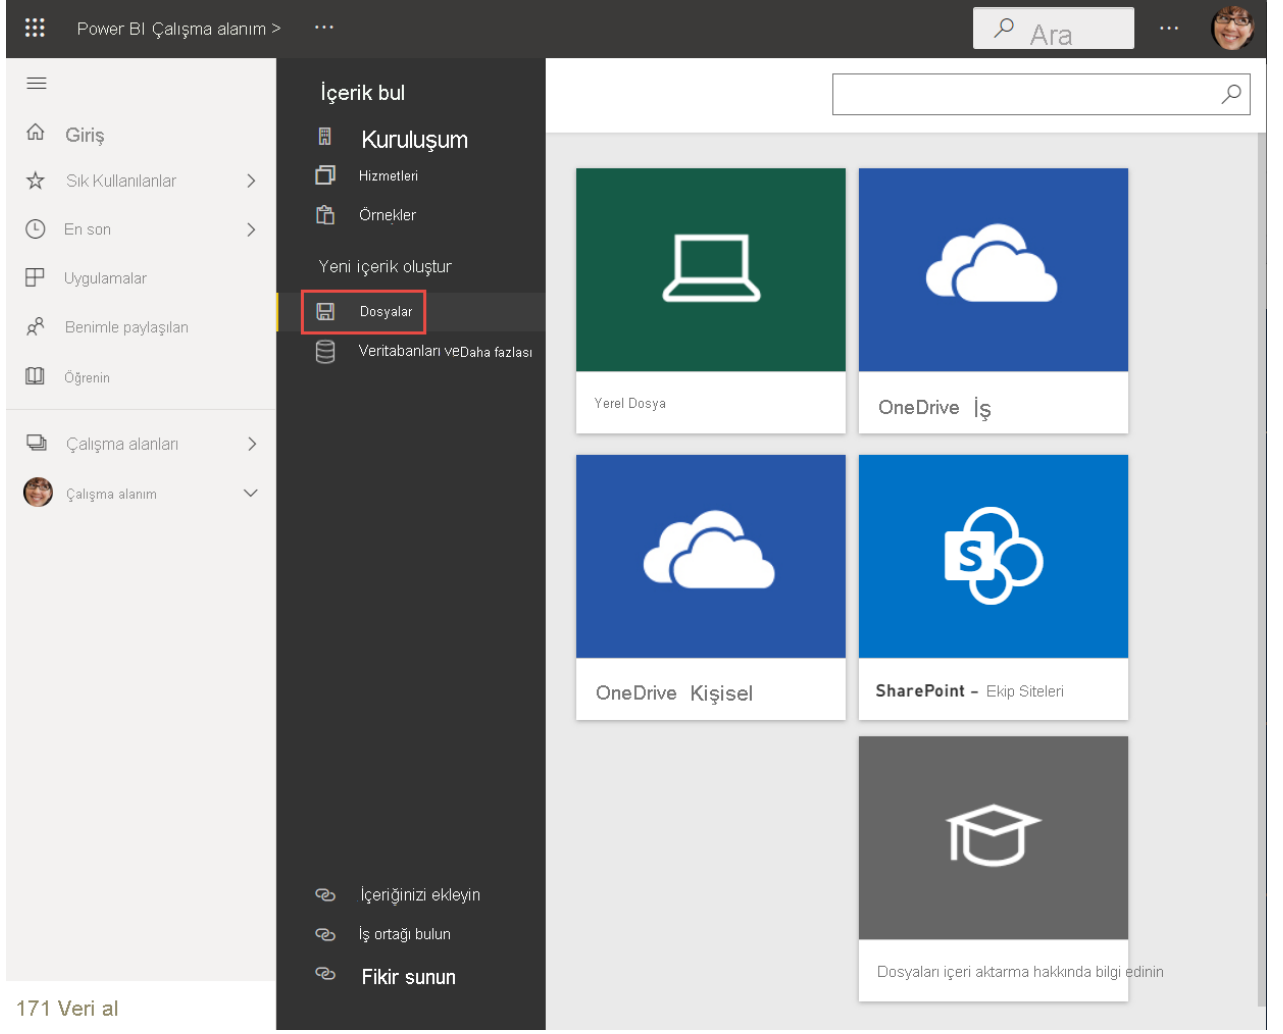 Power BI Çalışma alanım > ...
Ara
...
Giriş
Sık Kullanılanlar
En son
Uygulamalar
Benimle paylaşılan
Öğrenin
Çalışma alanları
Çalışma alanım
171 Veri al
İçerik bul
Kuruluşum
Hizmetleri
Örnekler
Yeni içerik oluştur
Dosyalar
Veritabanları veDaha fazlası
İçeriğinizi ekleyin
İş ortağı bulun
Fikir sunun
Yerel Dosya
OneDrive İş
OneDrive Kişisel
SharePoint – Ekip Siteleri
Dosyaları içeri aktarma hakkında bilgi edinin